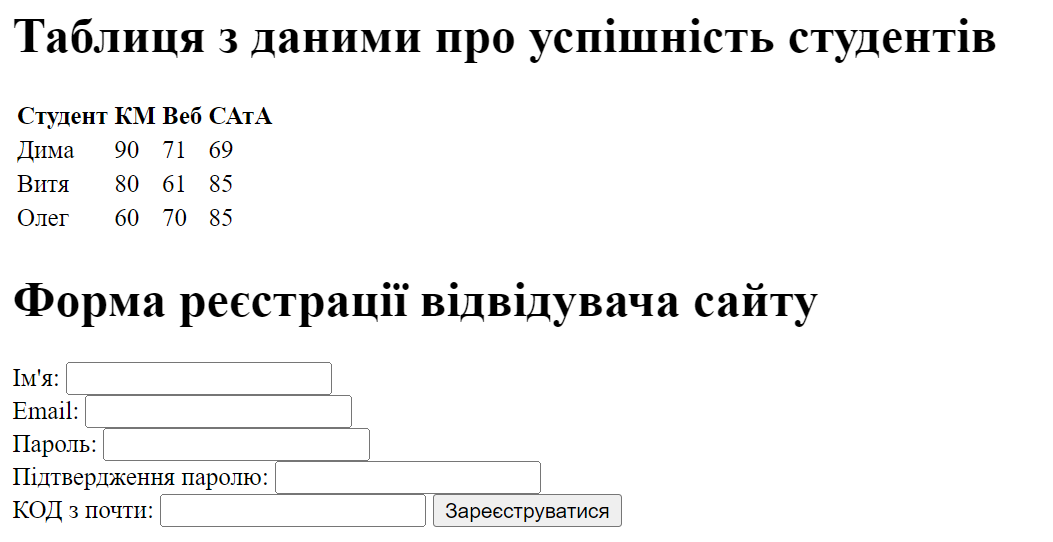 Таблиця з даними про успішність студентів
Студент КМ Веб САтА
Дима 90 71 69
Витя 80 61 85
Олег 60 70 85
Форма реєстрації відвідувача сайту
Ім'я:
Email:
Пароль:
Підтвердження паролю:
КОД з почти: Зареєструватися